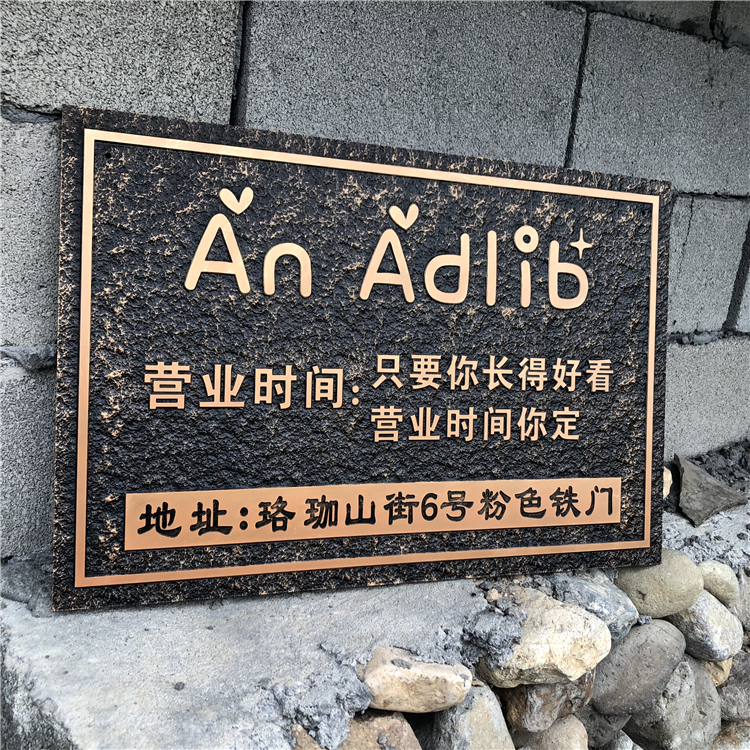 An Adlib
营业时间:
只要你长得好看
营业时间你定
地址:珞珈山街6号粉色铁门